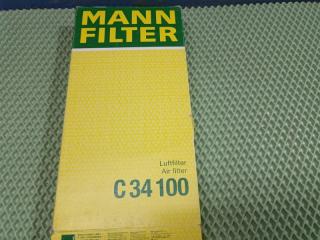 MANN
FILTER
Luftfilter
Air filter
C 34 100